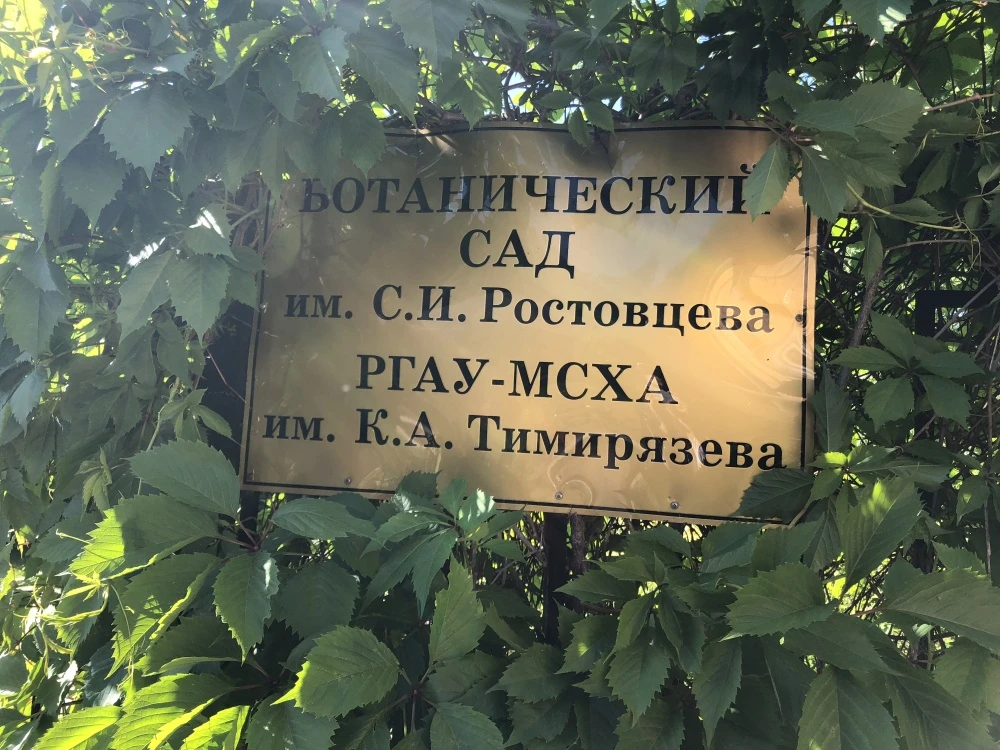 БОТАНИЧЕСКИЙ
САД
им. С.И. Ростовцева
РГАУ-МСХА
им. К.А. Тимирязева